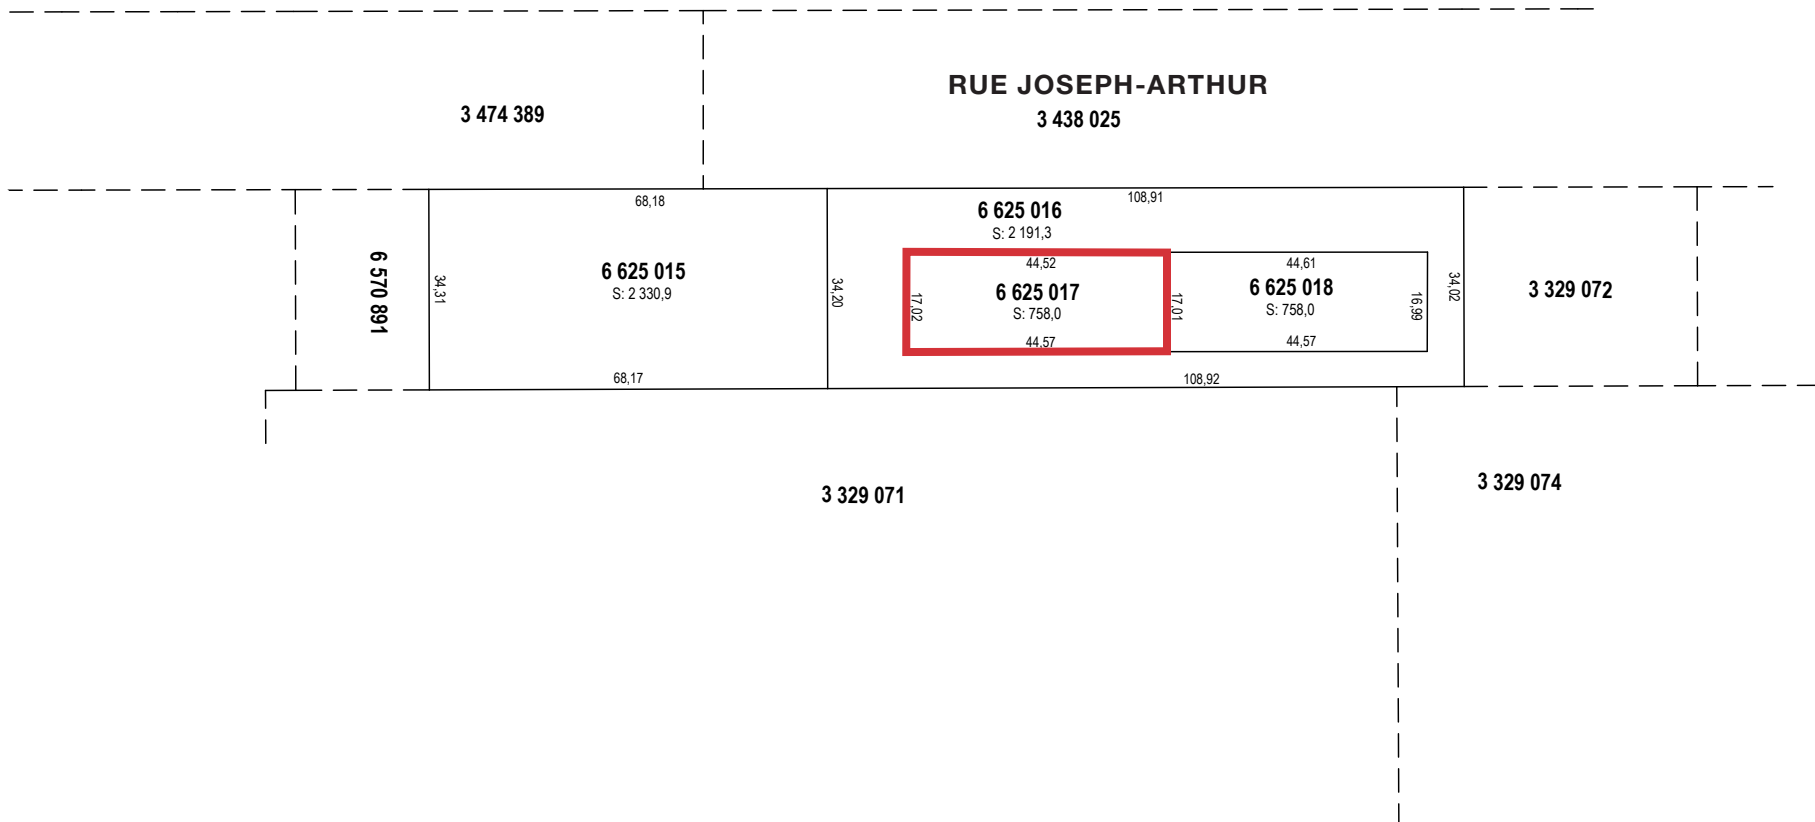 RUE JOSEPH-ARTHUR
3 474 389
3 438 025
68,18
108,91
6 625 016
S: 2 191,3
6 570 891
34,31
6 625 015
S: 2 330,9
34,20
44,52
17,02
6 625 017
S: 758,0
44,57
17,01
44,61
6 625 018
S: 758,0
44,57
16,99
34,02
3 329 072
68,17
108,92
3 329 071
3 329 074